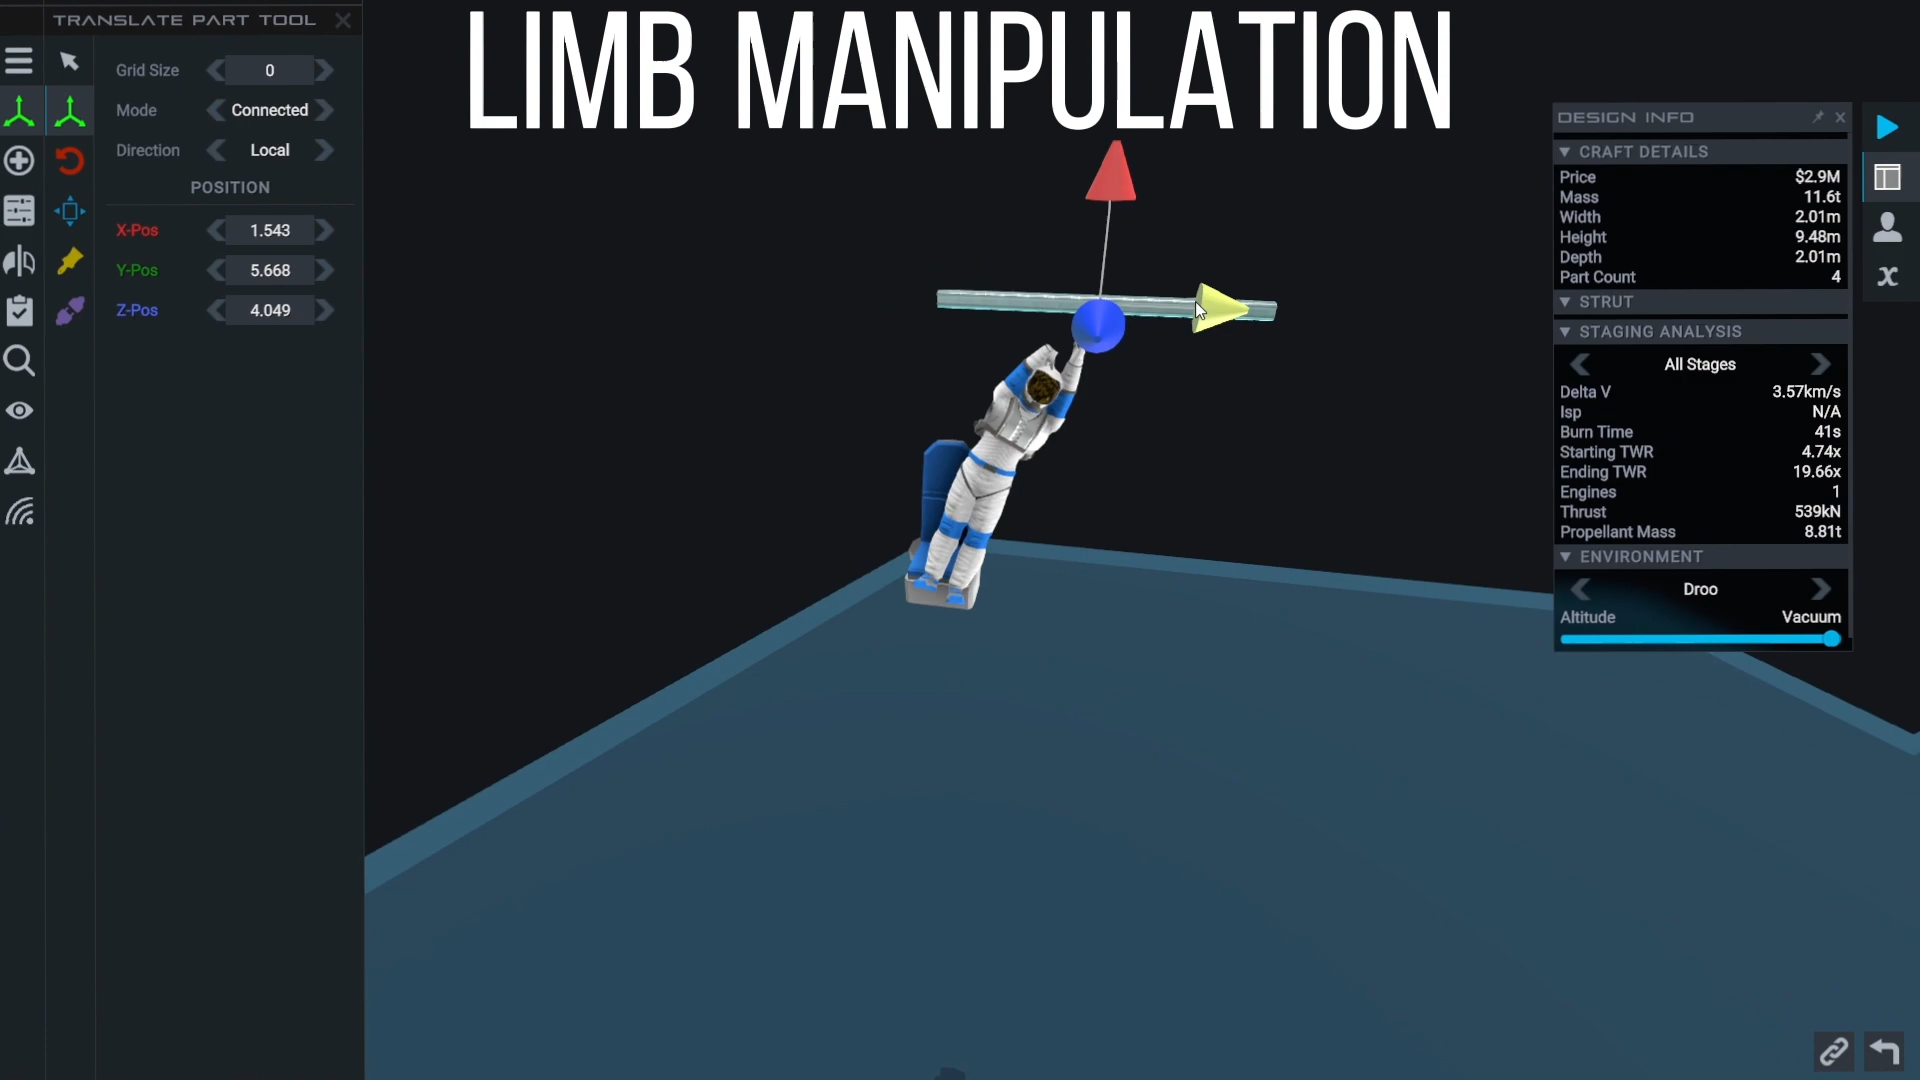 TRANSLATE PART TOOL
LIMB MANIPULATION
Grid Size 0
Mode Connected
Direction Local
POSITION
X-Pos 1.543
Y-Pos 5.668
Z-Pos 4.049
DESIGN INFO
CRAFT DETAILS
Price $2.9M
Mass 11.6t
Width 2.01m
Height 9.48m
Depth 2.01m
Part Count 4
STRUT
STAGING ANALYSIS
All Stages
Delta V 3.57km/s
Isp N/A
Burn Time 41s
Starting TWR 4.74x
Ending TWR 19.66x
Engines 1
Thrust 539kN
Propellant Mass 8.81t
ENVIRONMENT
Droo
Altitude Vacuum